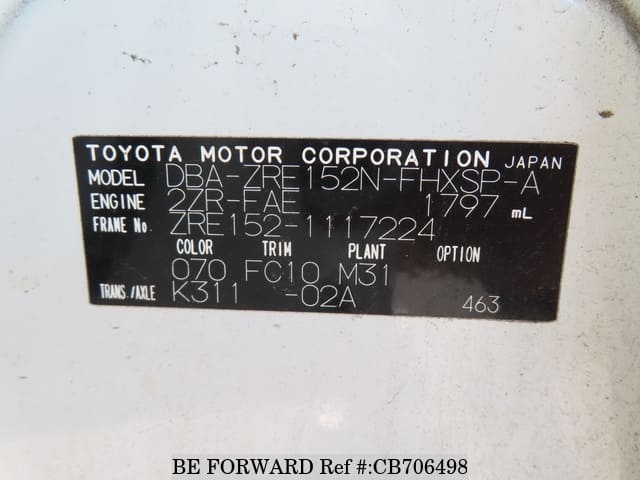 TOYOTA MOTOR CORPORATION JAPAN
MODEL DBA-ZRE152N-FHXSP-A
ENGINE 2ZR-FAE 1797 mL
FRAME No. ZRE152-1117224
COLOR TRIM PLANT OPTION
070 FC10 M31
TRANS./AXLE K311 -02A 463
BE FORWARD Ref #:CB706498